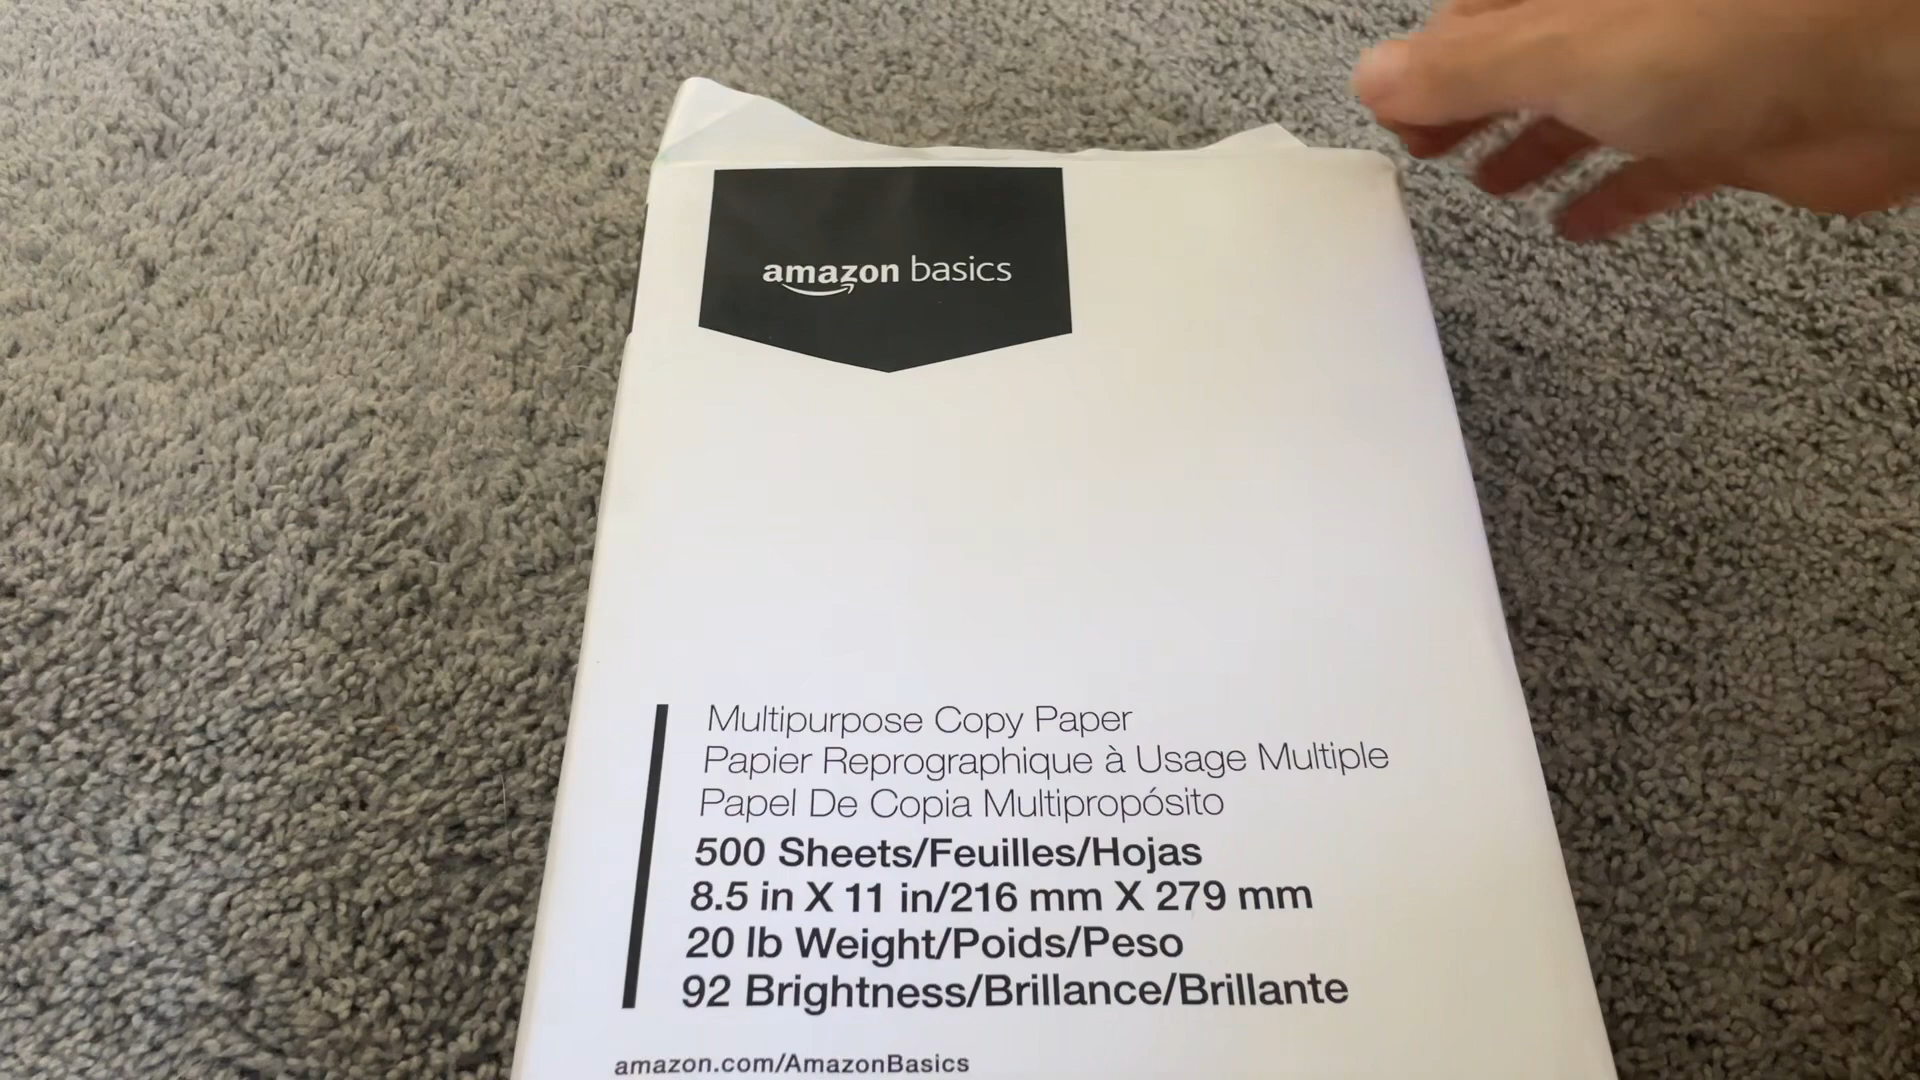 amazon basics
Multipurpose Copy Paper
Papier Reprographique à Usage Multiple
Papel De Copia Multipropósito
500 Sheets/Feuilles/Hojas
8.5 in X 11 in/216 mm X 279 mm
20 lb Weight/Poids/Peso
92 Brightness/Brillance/Brillante
amazon.com/AmazonBasics